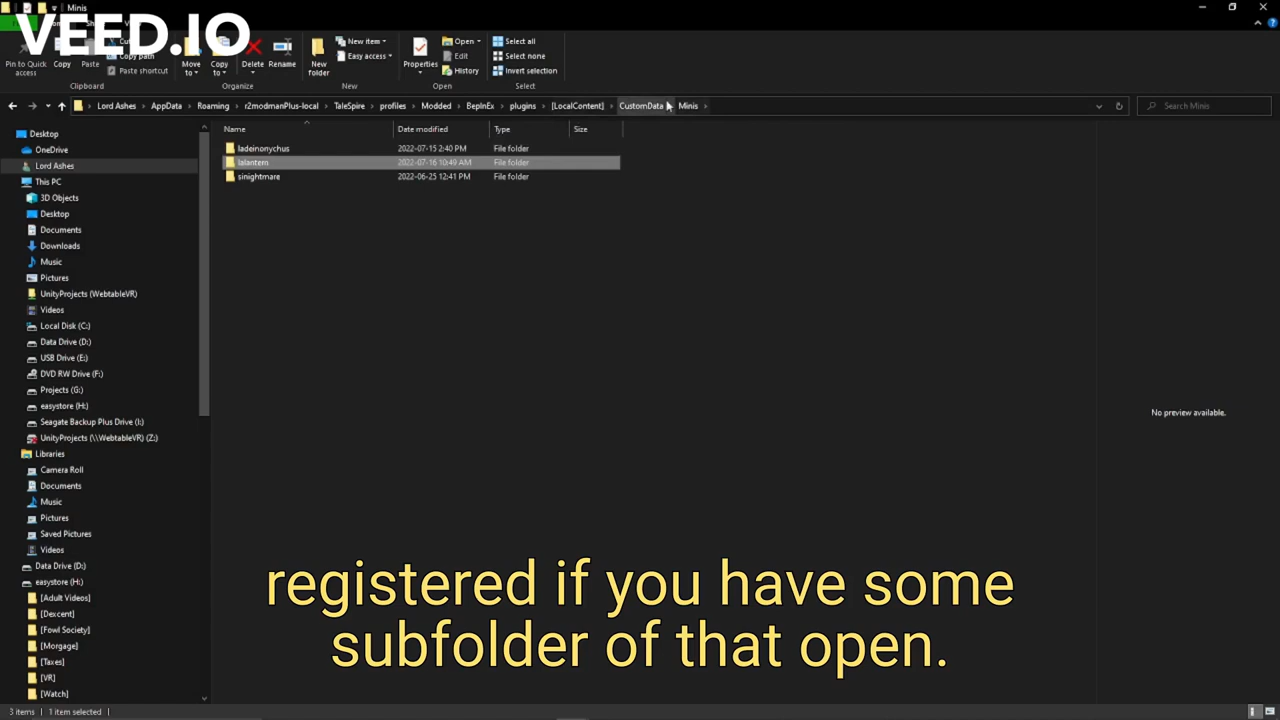 Minis
VEED.IO
Cut
Copy path
Paste shortcut
Pin to Quick access
Copy
Paste
Move to
Copy to
Delete
Rename
New folder
New item
Easy access
Properties
Open
Edit
History
Select all
Select none
Invert selection
Clipboard
Organize
New
Open
Select
Lord Ashes
AppData
Roaming
r2modmanPlus-local
TaleSpire
profiles
Modded
BepInEx
plugins
[LocalContent]
CustomData
Minis
Search Minis
Name
Date modified
Type
Size
ladeinonychus 2022-07-15 2:40 PM File folder
lalantern 2022-07-16 10:49 AM File folder
sinightmare 2022-06-25 12:41 PM File folder
Desktop
OneDrive
Lord Ashes
This PC
3D Objects
Desktop
Documents
Downloads
Music
Pictures
UnityProjects (WebtableVR)
Videos
Local Disk (C:)
Data Drive (D:)
USB Drive (E:)
DVD RW Drive (F:)
Projects (G:)
easystore (H:)
Seagate Backup Plus Drive (I:)
UnityProjects (\\WebtableVR) (Z:)
Libraries
Camera Roll
Documents
Music
Pictures
Saved Pictures
Videos
Data Drive (D:)
easystore (H:)
[Adult Videos]
[Dexcent]
[Fowl Society]
[Morgage]
[Taxes]
[VR]
[Watch]
No preview available.
registered if you have some
subfolder of that open.
3 items
1 item selected